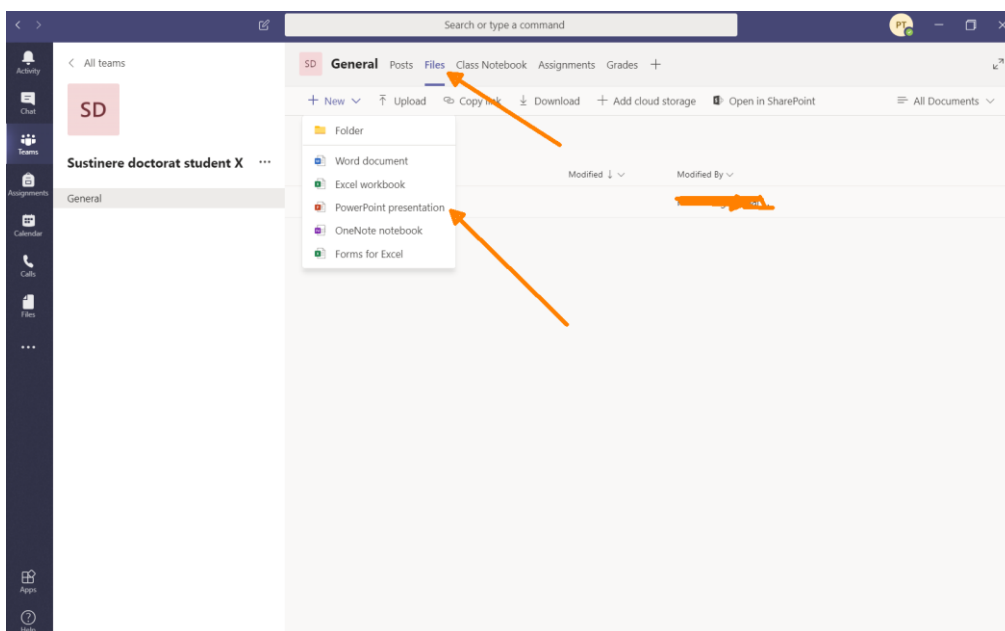 Search or type a command
PT
Activity
Chat
Teams
Assignments
Calendar
Calls
Files
Apps
Help
All teams
SD
Sustinere doctorat student X
General
SD General Posts Files Class Notebook Assignments Grades
New Upload Copy link Download Add cloud storage Open in SharePoint All Documents
Folder
Word document
Excel workbook
PowerPoint presentation
OneNote notebook
Forms for Excel
Modified Modified By